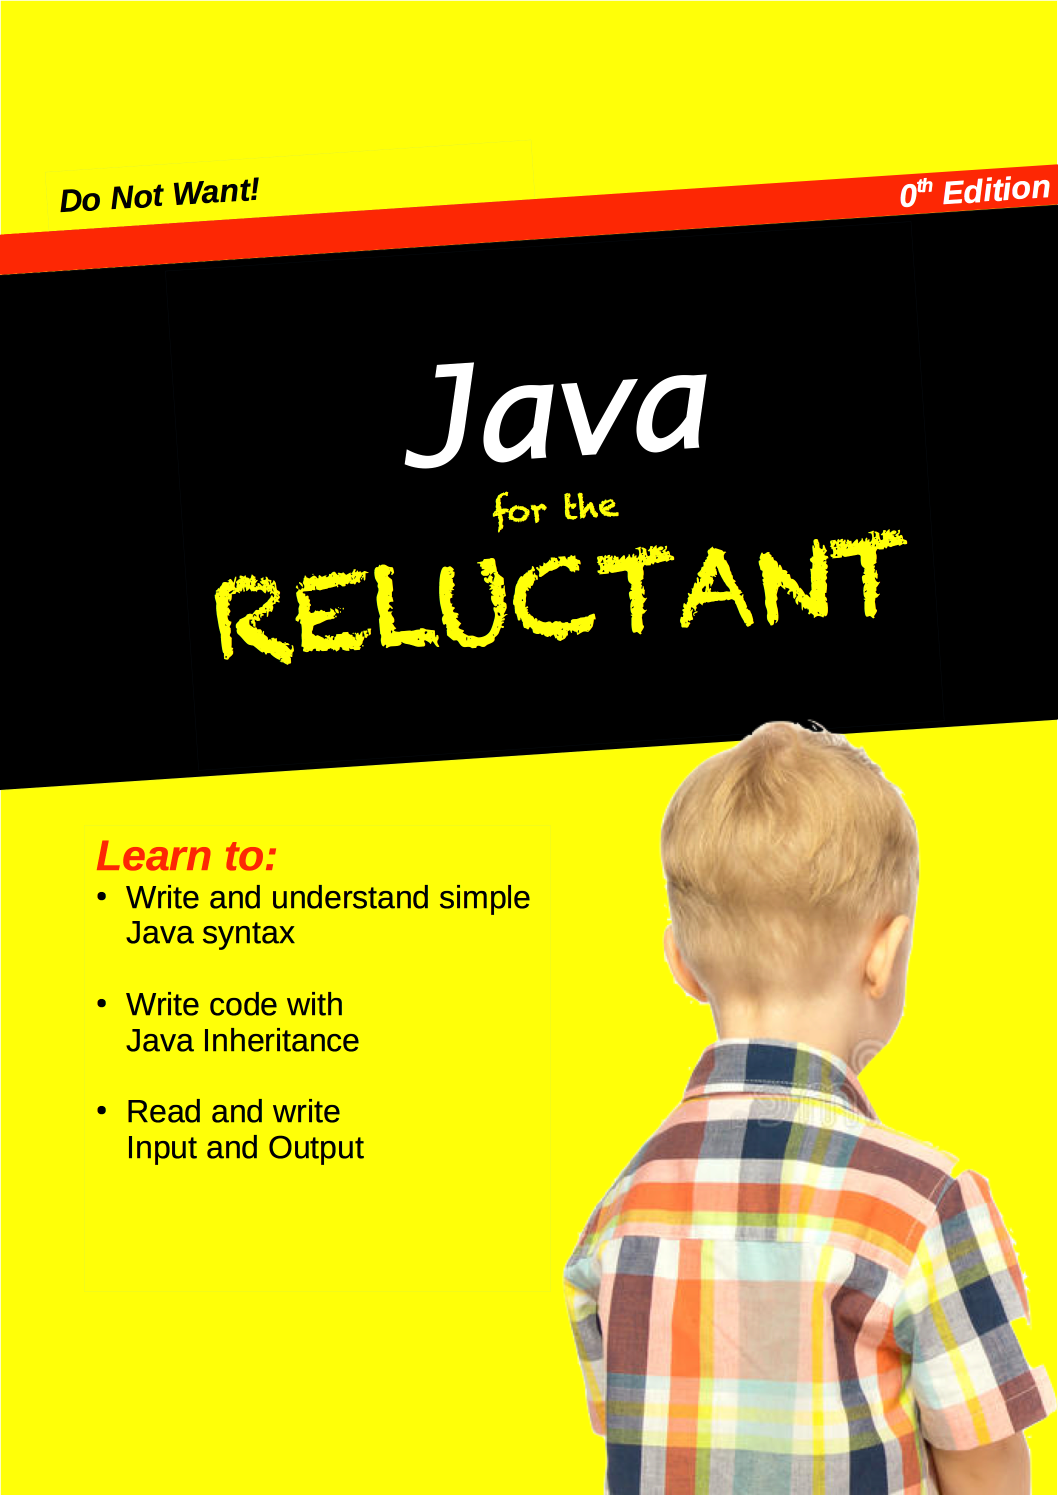 Do Not Want!
0th Edition
Java
for the
RELUCTANT
Learn to:
• Write and understand simple
Java syntax
• Write code with
Java Inheritance
• Read and write
Input and Output